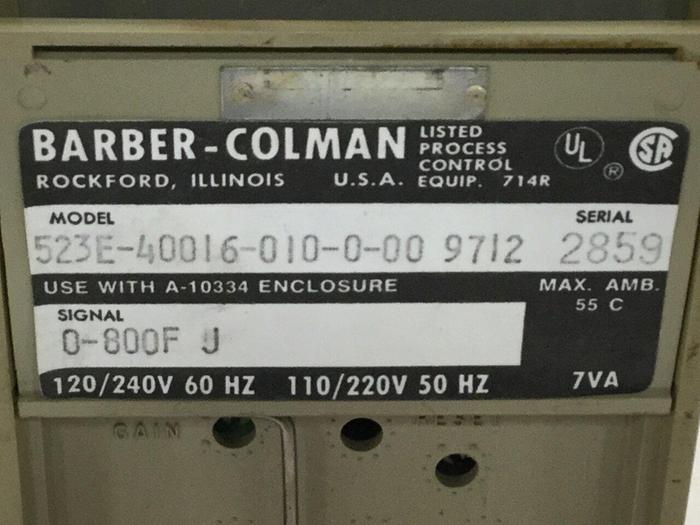 BARBER-COLMAN
LISTED
PROCESS
CONTROL
EQUIP. 714R
UL
®
SA
ROCKFORD, ILLINOIS U.S.A.
MODEL SERIAL
523E-40016-010-0-00 9712 2859
USE WITH A-10334 ENCLOSURE MAX. AMB.
55 C
SIGNAL
0-800F J
120/240V 60 HZ 110/220V 50 HZ 7VA
GAIN RESET